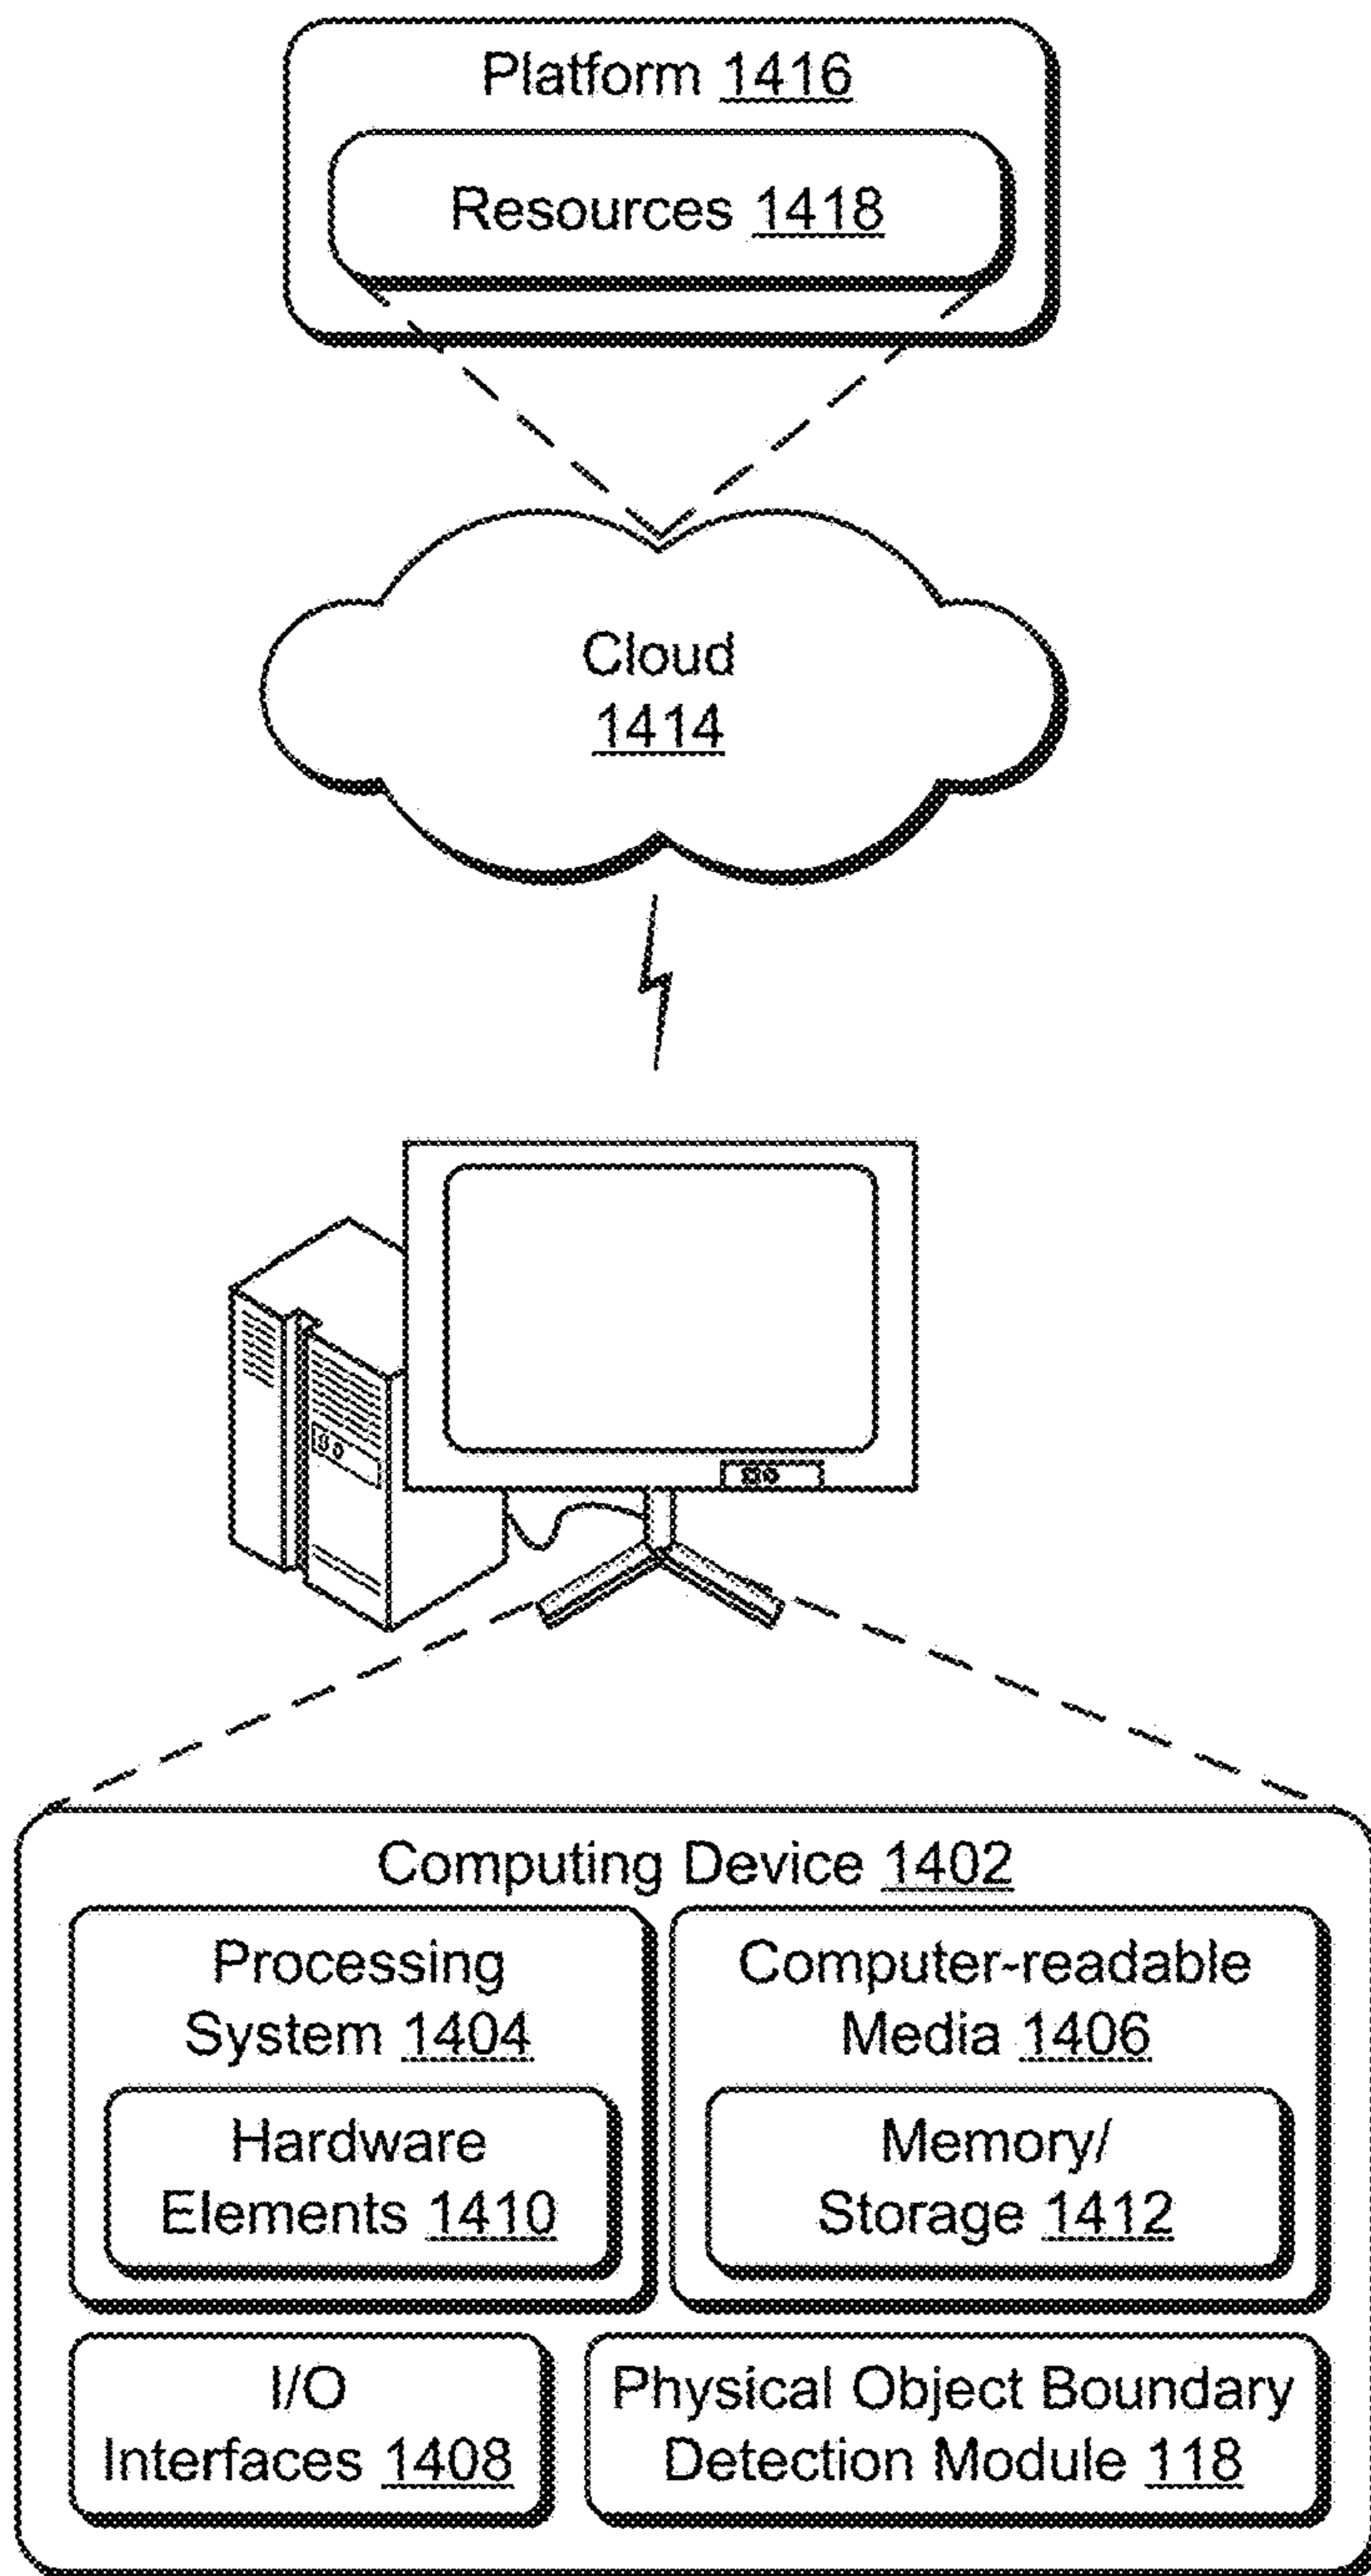 Platform 1416
Resources 1418
Cloud
1414
Computing Device 1402
Processing
System 1404
Hardware
Elements 1410
Computer-readable
Media 1406
Memory/
Storage 1412
I/O
Interfaces 1408
Physical Object Boundary
Detection Module 118